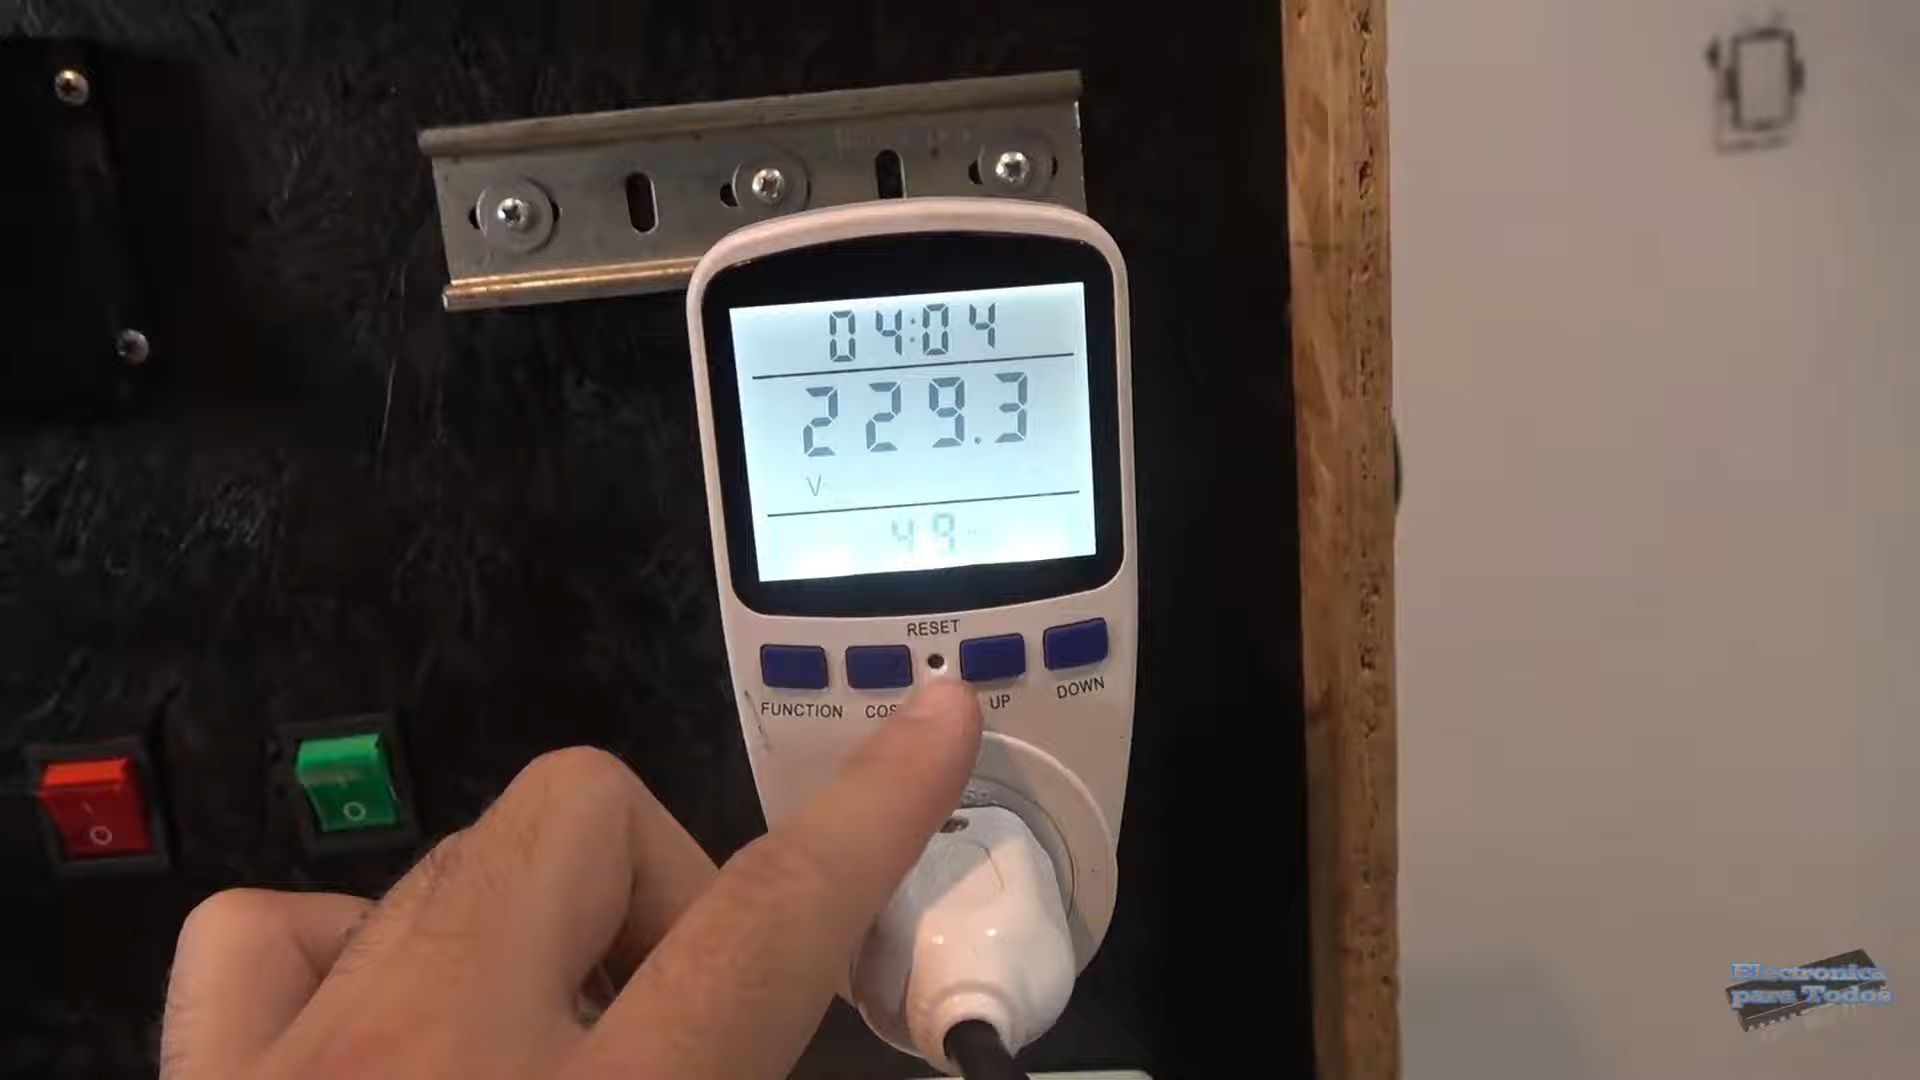 04:04
229.3
V
49
RESET
FUNCTION
UP
DOWN
Electronica
para Todos